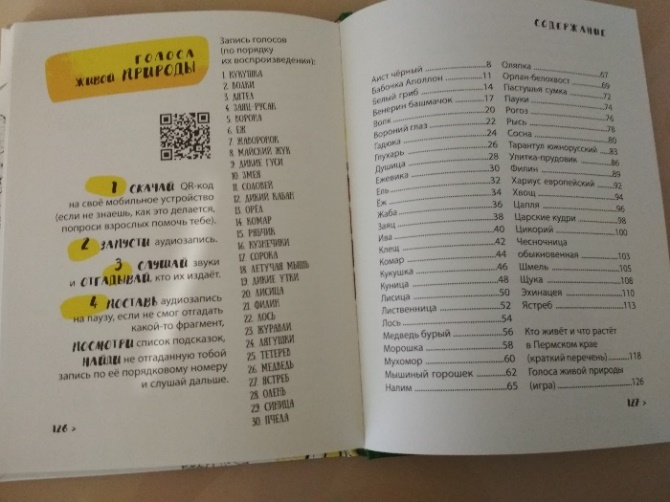 ГОЛОСА
ЖИВОЙ ПРИРОДЫ
1 СКАЧАЙ QR-код
на своё мобильное устройство
(если не знаешь, как это делается,
попроси взрослых помочь тебе).
2 ЗАПУСТИ аудиозапись.
3 СЛУШАЙ звуки
и ОТГАДЫВАЙ, кто их издаёт.
4 ПОСТАВЬ аудиозапись
на паузу, если не смог отгадать
какой-то фрагмент,
ПОСМОТРИ список подсказок,
НАЙДИ не отгаданную тобой
запись по её порядковому номеру
и слушай дальше.
126 >
Запись голосов
(по порядку
их воспроизведения):
1 КУКУШКА
2 ВОЛКИ
3 ДЯТЕЛ
4 ЗАЯЦ-РУСАК
5 ВОРОНА
6 ЁЖ
7 ЖАВОРОНОК
8 МАЙСКИЙ ЖУК
9 ДИКИЕ ГУСИ
10 ЗМЕЯ
11 СОЛОВЕЙ
12 ДИКИЙ КАБАН
13 ОРЁЛ
14 КОМАР
15 РЯБЧИК
16 КУЗНЕЧИКИ
17 СОРОКА
18 ЛЕТУЧАЯ МЫШЬ
19 ДИКИЕ УТКИ
20 ЛИСИЦА
21 ФИЛИН
22 ЛОСЬ
23 ЖУРАВЛИ
24 ЛЯГУШКИ
25 ТЕТЕРЕВ
26 МЕДВЕДЬ
27 ЯСТРЕБ
28 ОЛЕНЬ
29 СИНИЦА
30 ПЧЕЛА
СОДЕРЖАНИЕ
Аист чёрный 8
Бабочка Аполлон 11
Белый гриб 14
Венерин башмачок 17
Волк 20
Вороний глаз 22
Гадюка 24
Глухарь 26
Душица 28
Ежевика 30
Ель 32
Ёж 34
Жаба 36
Заяц 38
Ива 40
Клещ 42
Комар 44
Кукушка 46
Куница 48
Лисица 50
Лиственница 52
Лось 54
Медведь бурый 56
Морошка 58
Мухомор 60
Мышиный горошек 62
Налим 65
Оляпка 67
Орлан-белохвост 69
Пастушья сумка 72
Пауки 74
Рогоз
Рысь
Сосна
Тарантул южнорусский 83
Улитка-прудовик 86
Филин 89
Хариус европейский 92
Хвощ 94
Цапля 96
Царские кудри 98
Цикорий 100
Чесночница
обыкновенная 103
Шмель 105
Щука 108
Эхинацея 110
Ястреб 113
Кто живёт и что растёт
в Пермском крае
(краткий перечень) 118
Голоса живой природы
(игра) 126
127 >